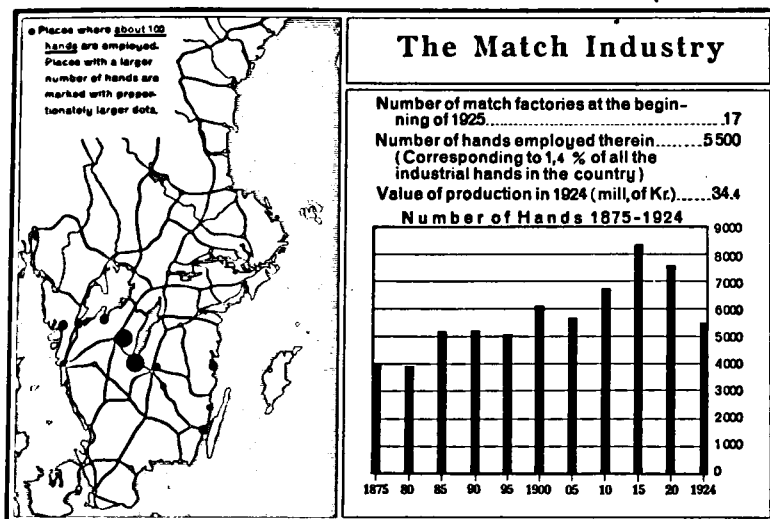 Places where about 100
hands are employed.
Places with a larger
number of hands are
marked with propor-
tionately larger dots.
The Match Industry
Number of match factories at the begin-
ning of 1925.......................................17
Number of hands employed therein......5500
(Corresponding to 1,4 % of all the
industrial hands in the country)
Value of production in 1924 (mill, of Kr.)......34.4
Number of Hands 1875-1924
9000
8000
7000
6000
5000
4000
3000
2000
1000
0
1875 80 85 90 95 1900 05 10 15 20 1924